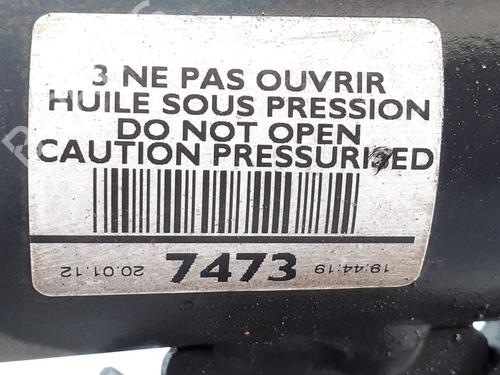 3 NE PAS OUVRIR
HUILE SOUS PRESSION
DO NOT OPEN
CAUTION PRESSURIZED
20.01.12 7473 19:44:19